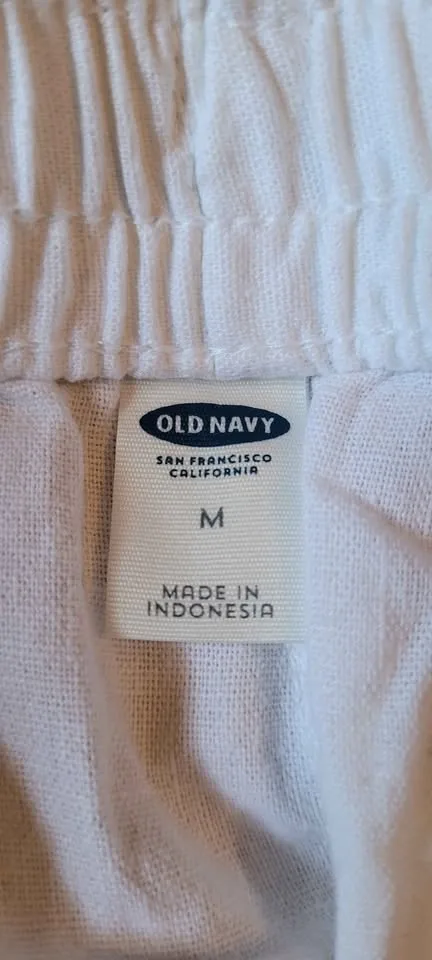 OLD NAVY
SAN FRANCISCO
CALIFORNIA
M
MADE IN
INDONESIA